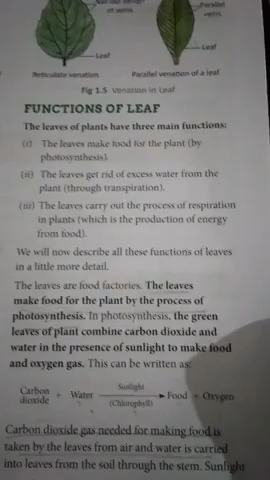 of veins
Parallel
veins
Leaf
Leaf
Reticulate venation
Parallel venation of a leaf
Fig 1.5 Venation in Leaf
FUNCTIONS OF LEAF
The leaves of plants have three main functions:
(i) The leaves make food for the plant (by
photosynthesis).
(ii) The leaves get rid of excess water from the
plant (through transpiration).
(iii) The leaves carry out the process of respiration
in plants (which is the production of energy
from food).
We will now describe all these functions of leaves
in a little more detail.
The leaves are food factories. The leaves
make food for the plant by the process of
photosynthesis. In photosynthesis, the green
leaves of plant combine carbon dioxide and
water in the presence of sunlight to make food
and oxygen gas. This can be written as:
Carbon dioxide + Water Sunlight (Chlorophyll) → Food + Oxygen
Carbon dioxide gas needed for making food is
taken by the leaves from air and water is carried
into leaves from the soil through the stem. Sunlight